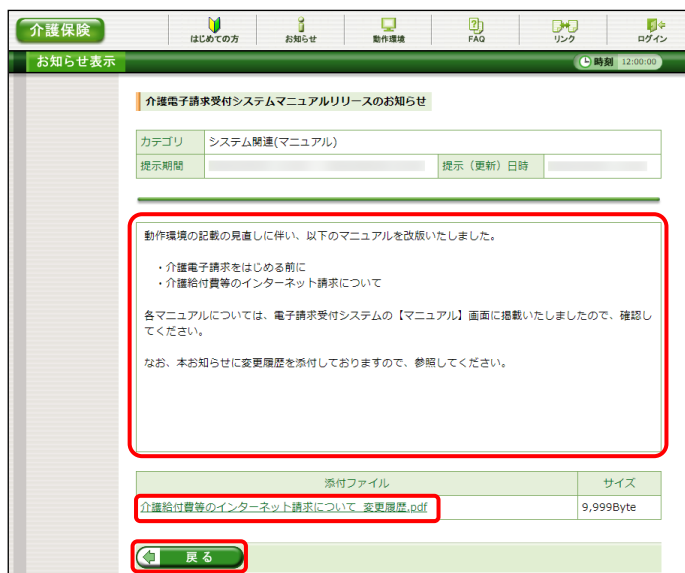 介護保険
はじめての方
お知らせ
動作環境
FAQ
リンク
ログイン
お知らせ表示
時刻 12:00:00
介護電子請求受付システムマニュアルリリースのお知らせ
カテゴリ システム関連(マニュアル)
提示期間 提示（更新）日時
動作環境の記載の見直しに伴い、以下のマニュアルを改版いたしました。
・介護電子請求をはじめる前に
・介護給付費等のインターネット請求について
各マニュアルについては、電子請求受付システムの【マニュアル】画面に掲載いたしましたので、確認し
てください。
なお、本お知らせに変更履歴を添付しておりますので、参照してください。
添付ファイル サイズ
介護給付費等のインターネット請求について_変更履歴.pdf 9,999Byte
戻る